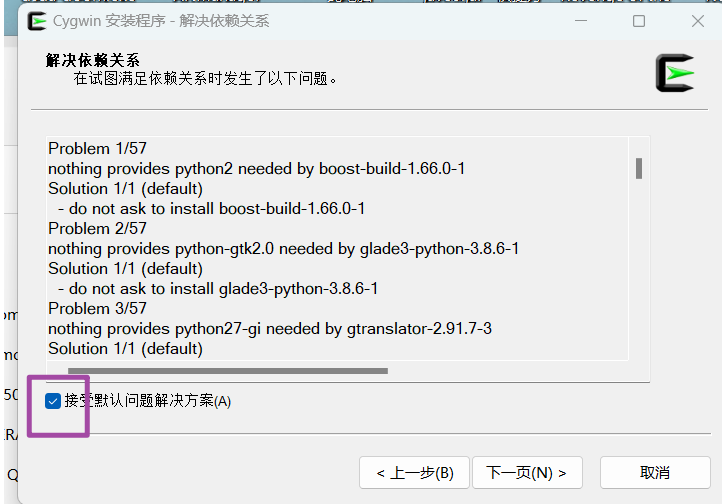 Cygwin 安装程序 - 解决依赖关系
解决依赖关系
在试图满足依赖关系时发生了以下问题。
Problem 1/57
nothing provides python2 needed by boost-build-1.66.0-1
Solution 1/1 (default)
- do not ask to install boost-build-1.66.0-1
Problem 2/57
nothing provides python-gtk2.0 needed by glade3-python-3.8.6-1
Solution 1/1 (default)
- do not ask to install glade3-python-3.8.6-1
Problem 3/57
nothing provides python27-gi needed by gtranslator-2.91.7-3
Solution 1/1 (default)
接受默认问题解决方案(A)
< 上一步(B)
下一页(N) >
取消